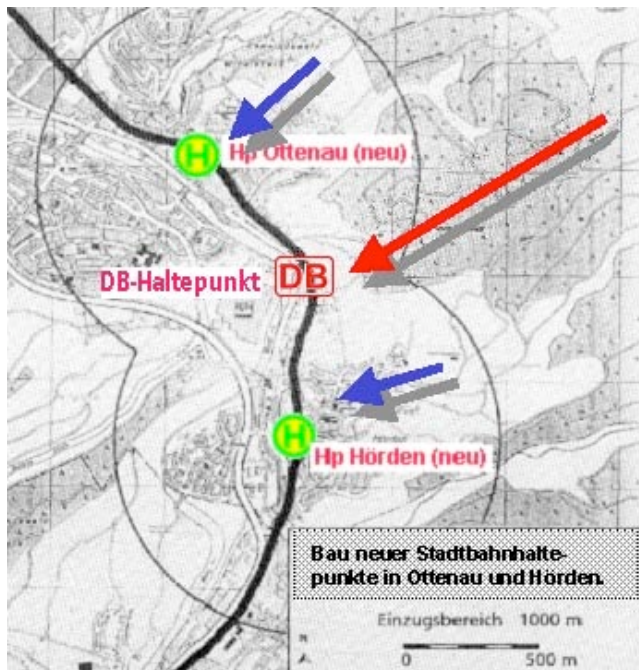 H
Hp Ottenau (neu)
DB-Haltepunkt
DB
H
Hp Hörden (neu)
Bau neuer Stadtbahnhalte-
punkte in Ottenau und Hörden.
Einzugsbereich 1000 m
0 500 m